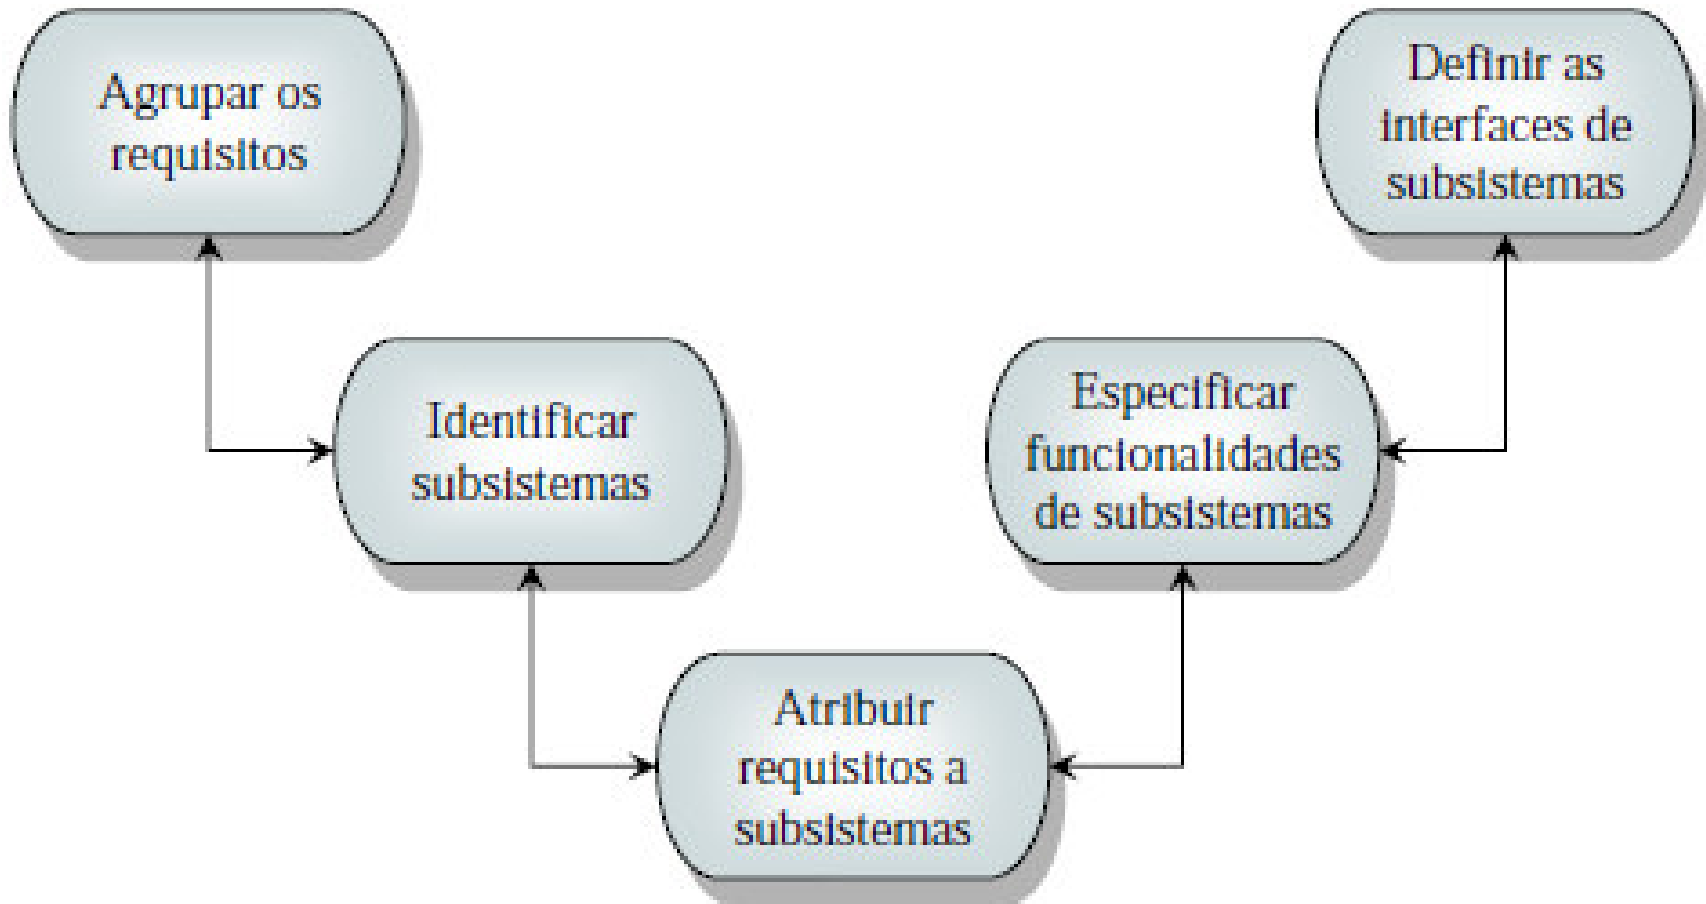 Agrupar os
requisitos
Definir as
interfaces de
subsistemas
Identificar
subsistemas
Especificar
funcionalidades
de subsistemas
Atribuir
requisitos a
subsistemas